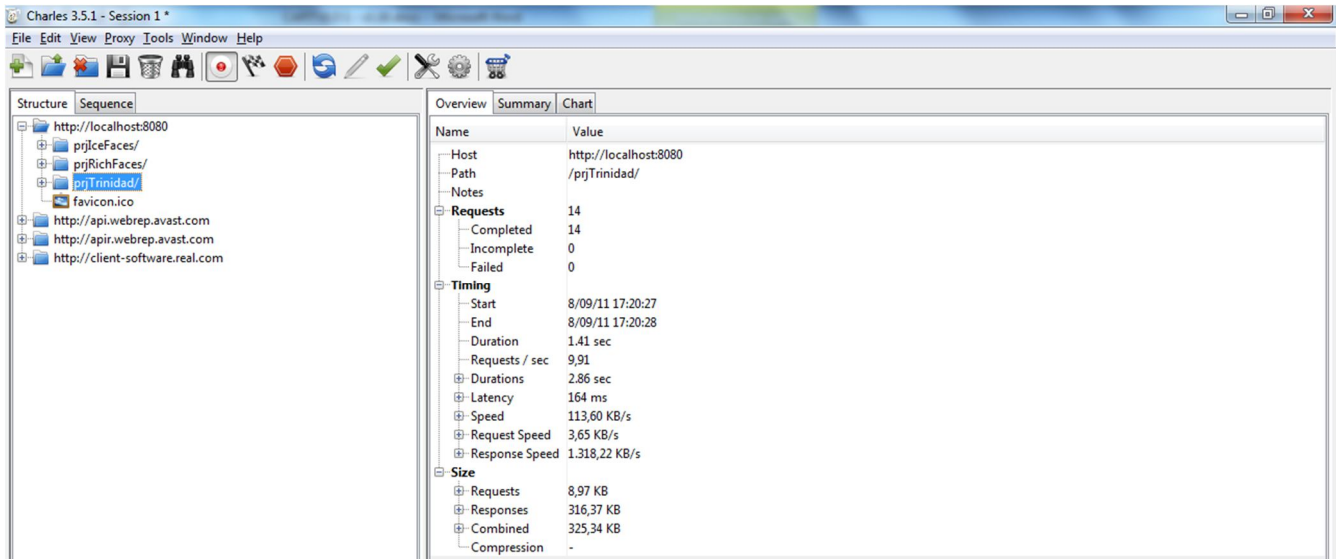 Charles 3.5.1 - Session 1 *
File Edit View Proxy Tools Window Help
Structure Sequence
http://localhost:8080
prjIceFaces/
prjRichFaces/
prjTrinidad/
favicon.ico
http://api.webrep.avast.com
http://apir.webrep.avast.com
http://client-software.real.com
Overview Summary Chart
Name Value
Host http://localhost:8080
Path /prjTrinidad/
Notes
Requests 14
Completed 14
Incomplete 0
Failed 0
Timing
Start 8/09/11 17:20:27
End 8/09/11 17:20:28
Duration 1.41 sec
Requests / sec 9,91
Durations 2.86 sec
Latency 164 ms
Speed 113,60 KB/s
Request Speed 3,65 KB/s
Response Speed 1.318,22 KB/s
Size
Requests 8,97 KB
Responses 316,37 KB
Combined 325,34 KB
Compression -